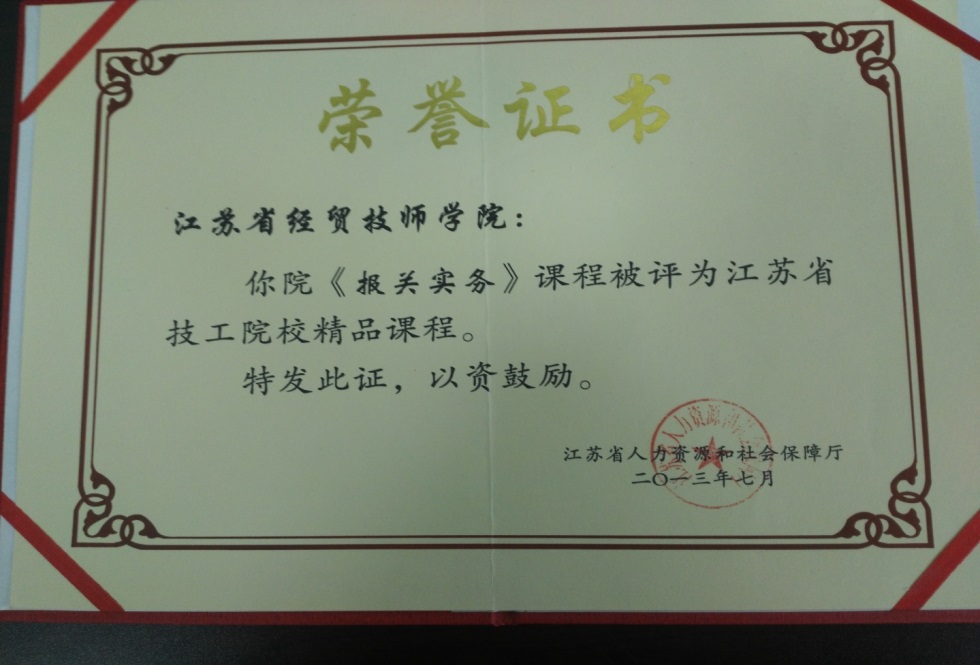 荣誉证书
江苏省经贸技师学院：
你院《报关实务》课程被评为江苏省
技工院校精品课程。
特发此证，以资鼓励。
江苏省人力资源和社会保障厅
二〇一三年七月